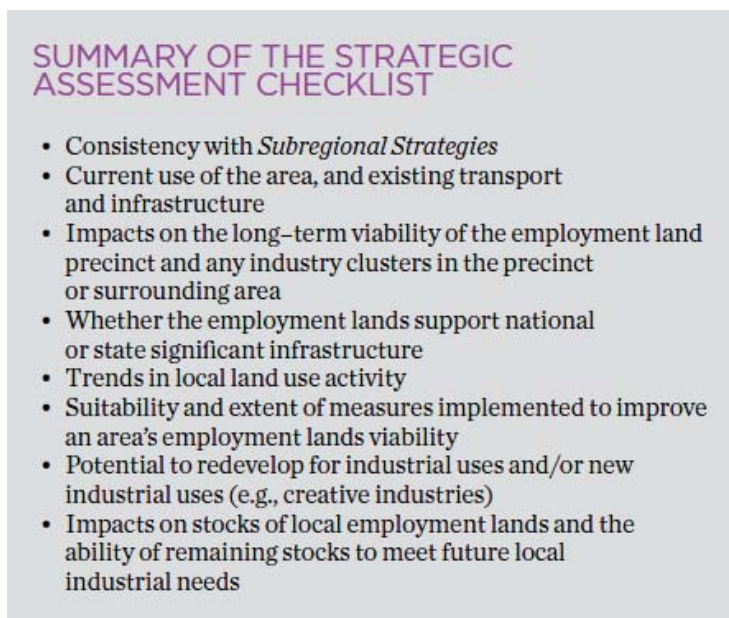 SUMMARY OF THE STRATEGIC
ASSESSMENT CHECKLIST
• Consistency with Subregional Strategies
• Current use of the area, and existing transport
and infrastructure
• Impacts on the long–term viability of the employment land
precinct and any industry clusters in the precinct
or surrounding area
• Whether the employment lands support national
or state significant infrastructure
• Trends in local land use activity
• Suitability and extent of measures implemented to improve
an area’s employment lands viability
• Potential to redevelop for industrial uses and/or new
industrial uses (e.g., creative industries)
• Impacts on stocks of local employment lands and the
ability of remaining stocks to meet future local
industrial needs